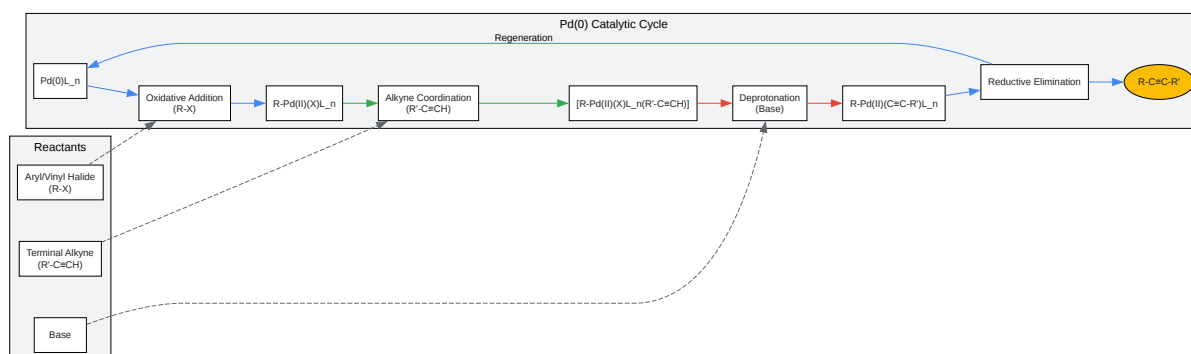 Pd(0) Catalytic Cycle
Regeneration
Pd(0)L_n
Oxidative Addition
(R-X)
R-Pd(II)(X)L_n
Alkyne Coordination
(R'-C≡CH)
[R-Pd(II)(X)L_n(R'-C≡CH)]
Deprotonation
(Base)
R-Pd(II)(C≡C-R')L_n
Reductive Elimination
R-C≡C-R'
Reactants
Aryl/Vinyl Halide
(R-X)
Terminal Alkyne
(R'-C≡CH)
Base